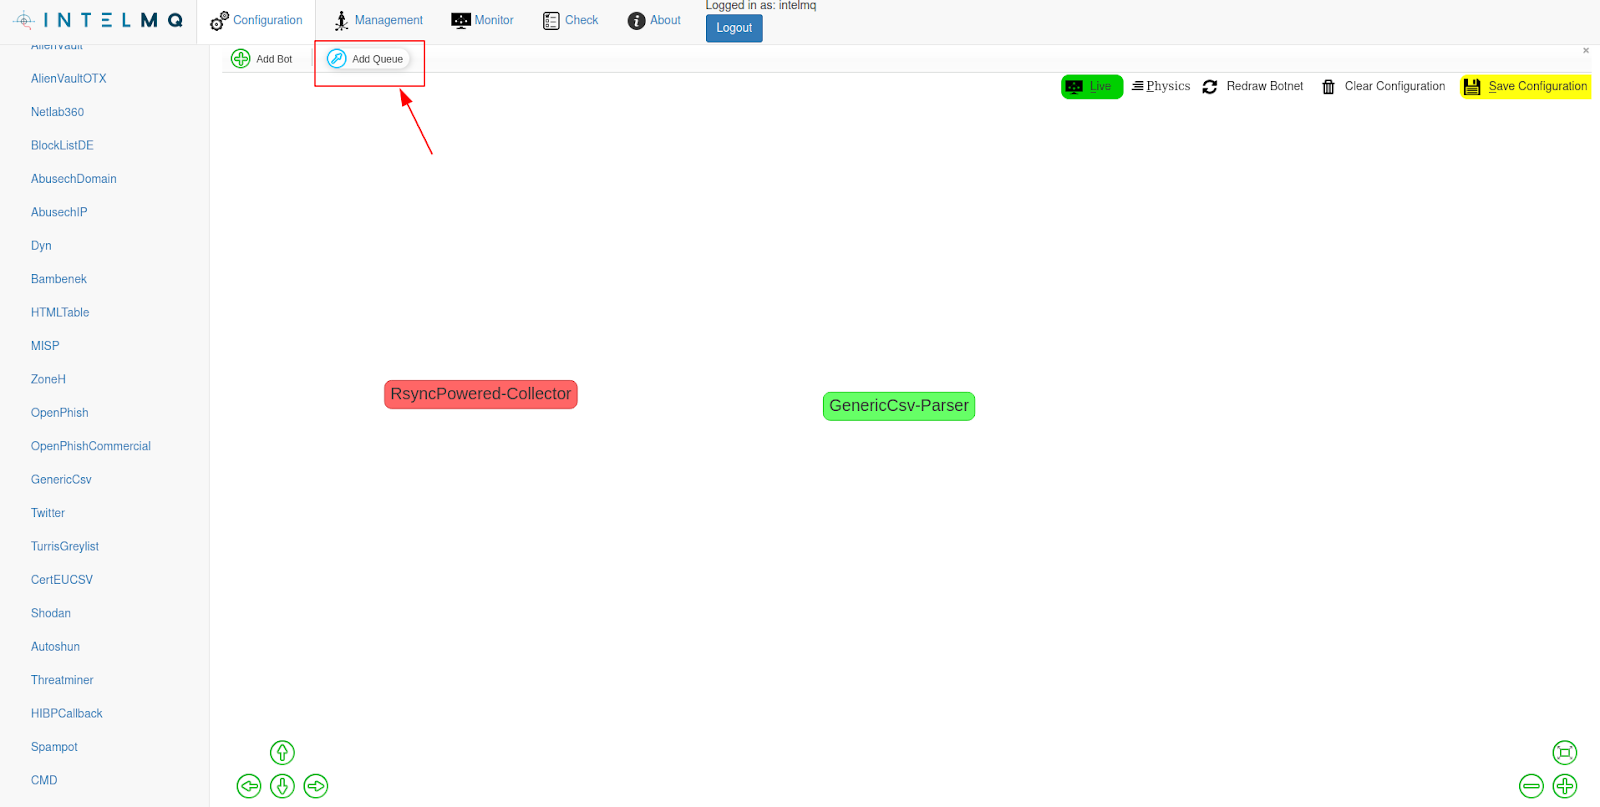 INTELMQ
Configuration
Management
Monitor
Check
About
Logged in as: intelmq
Logout
Add Bot
Add Queue
×
Live
Physics
Redraw Botnet
Clear Configuration
Save Configuration
AlienVault
AlienVaultOTX
Netlab360
BlockListDE
AbusechDomain
AbusechIP
Dyn
Bambenek
HTMLTable
MISP
ZoneH
OpenPhish
OpenPhishCommercial
GenericCsv
Twitter
TurrisGreylist
CertEUCSV
Shodan
Autoshun
Threatminer
HIBPCallback
Spampot
CMD
RsyncPowered-Collector
GenericCsv-Parser